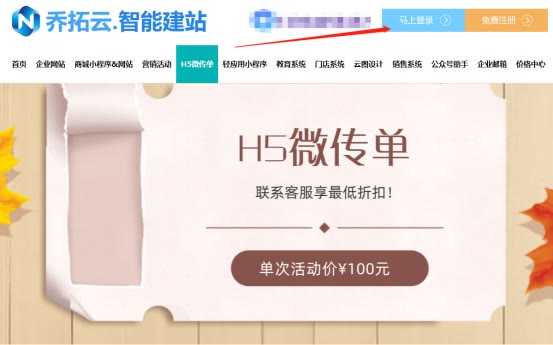 乔拓云.智能建站
马上登录
免费注册
首页 企业网站 商城小程序&网站 营销活动 H5微传单 轻应用小程序 教育系统 门店系统 云图设计 销售系统 公众号助手 企业邮箱 价格中心
H5微传单
联系客服享最低折扣！
单次活动价¥100元